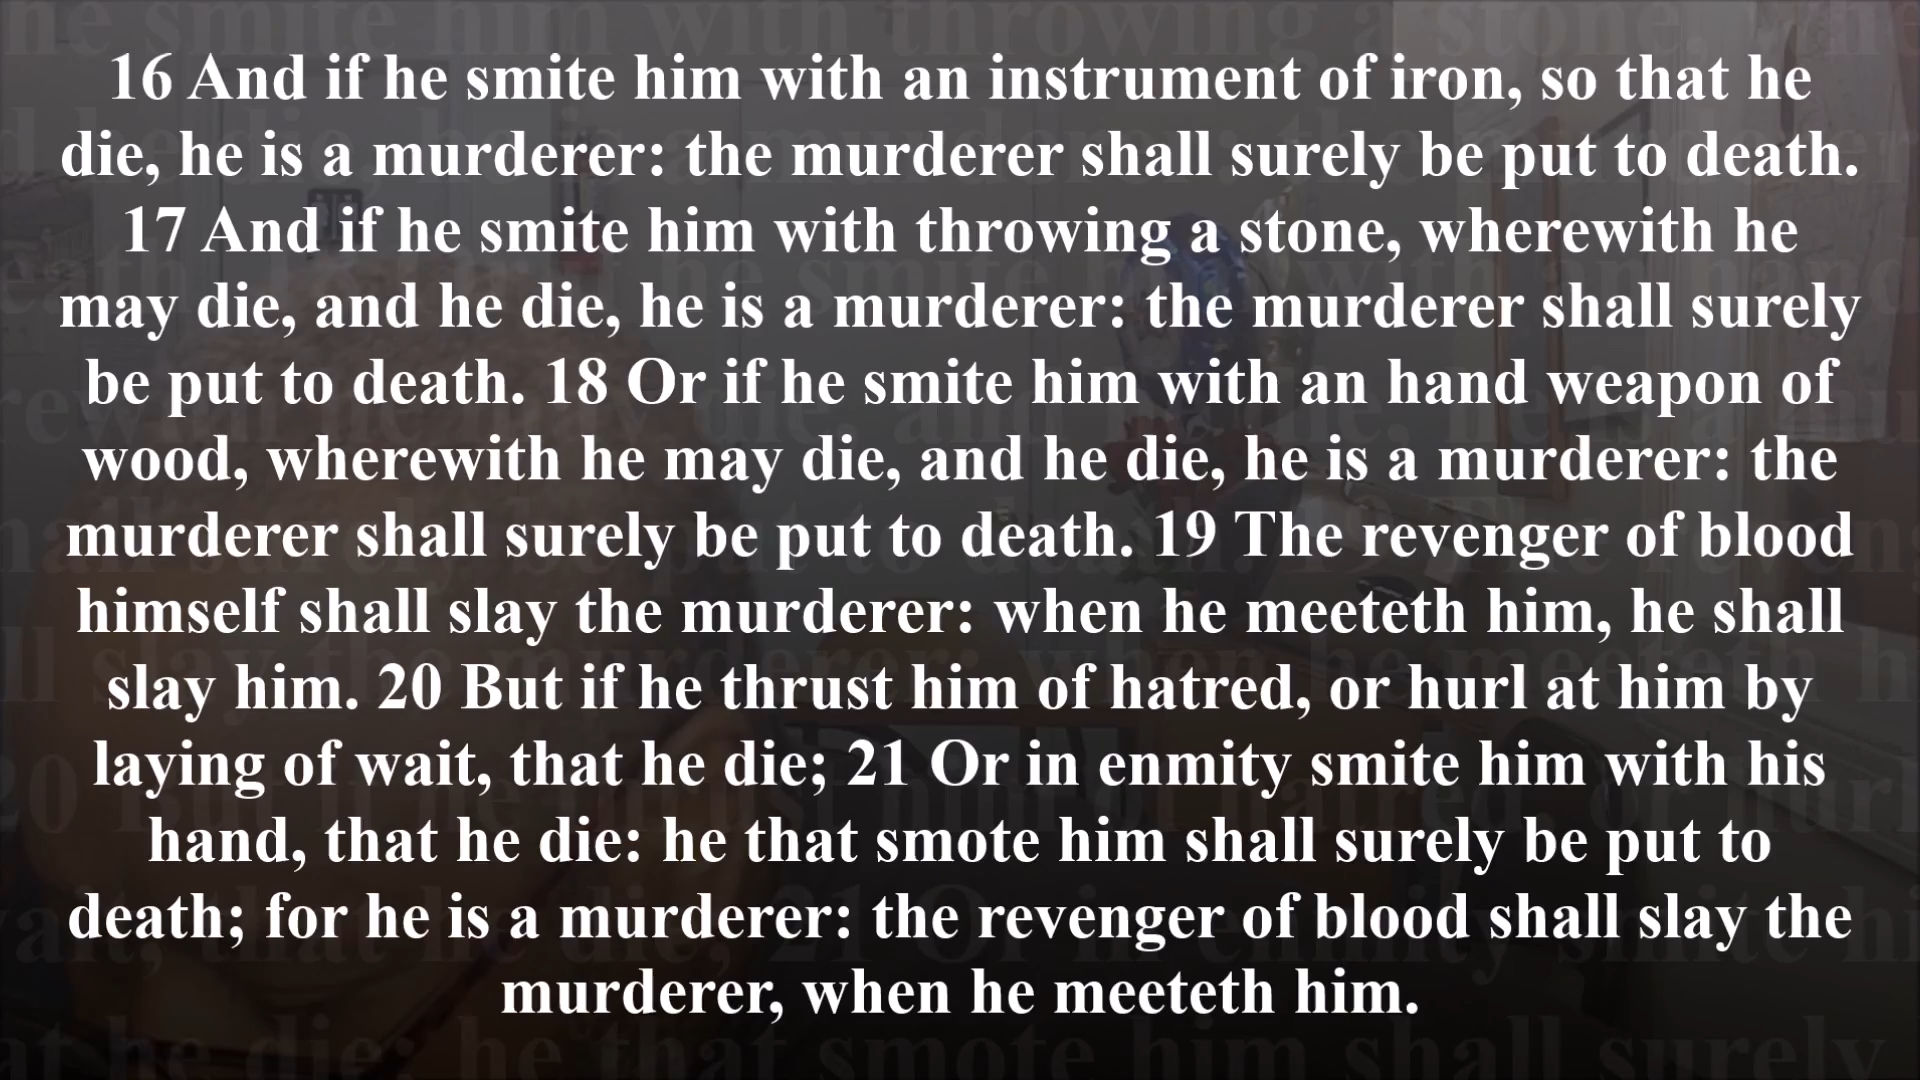 16 And if he smite him with an instrument of iron, so that he
die, he is a murderer: the murderer shall surely be put to death.
17 And if he smite him with throwing a stone, wherewith he
may die, and he die, he is a murderer: the murderer shall surely
be put to death. 18 Or if he smite him with an hand weapon of
wood, wherewith he may die, and he die, he is a murderer: the
murderer shall surely be put to death. 19 The revenger of blood
himself shall slay the murderer: when he meeteth him, he shall
slay him. 20 But if he thrust him of hatred, or hurl at him by
laying of wait, that he die; 21 Or in enmity smite him with his
hand, that he die: he that smote him shall surely be put to
death; for he is a murderer: the revenger of blood shall slay the
murderer, when he meeteth him.